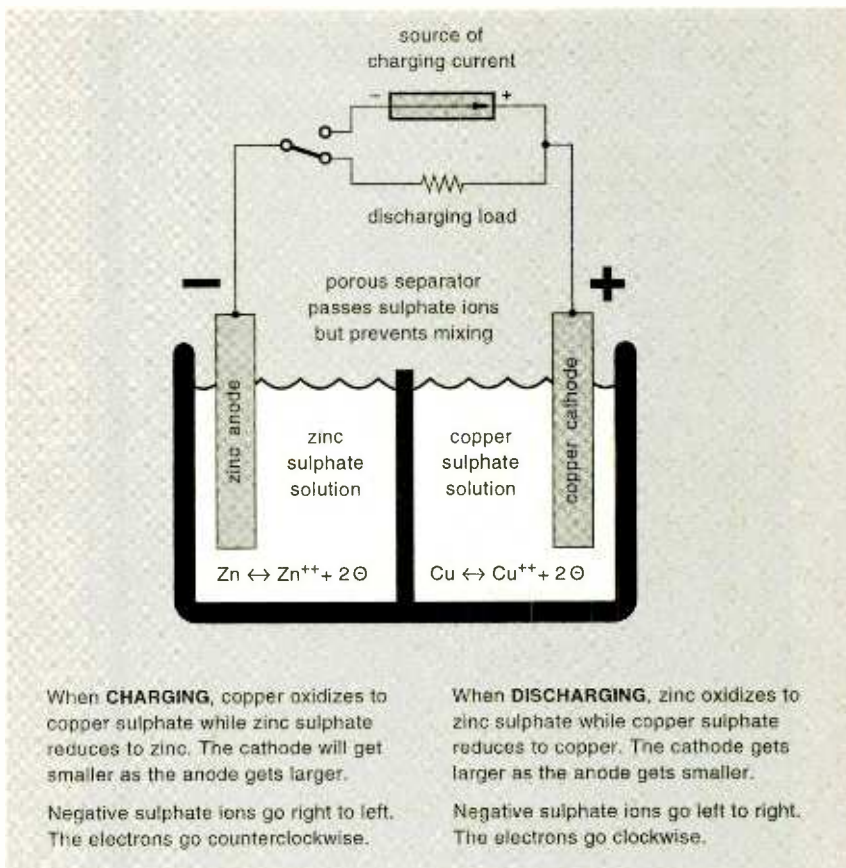 source of
charging current
− +
discharging load
− +
porous separator
passes sulphate ions
but prevents mixing
zinc anode
zinc
sulphate
solution
copper
sulphate
solution
copper cathode
Zn ↔ Zn⁺⁺ + 2⊖
Cu ↔ Cu⁺⁺ + 2⊖
When CHARGING, copper oxidizes to
copper sulphate while zinc sulphate
reduces to zinc. The cathode will get
smaller as the anode gets larger.
Negative sulphate ions go right to left.
The electrons go counterclockwise.
When DISCHARGING, zinc oxidizes to
zinc sulphate while copper sulphate
reduces to copper. The cathode gets
larger as the anode gets smaller.
Negative sulphate ions go left to right.
The electrons go clockwise.